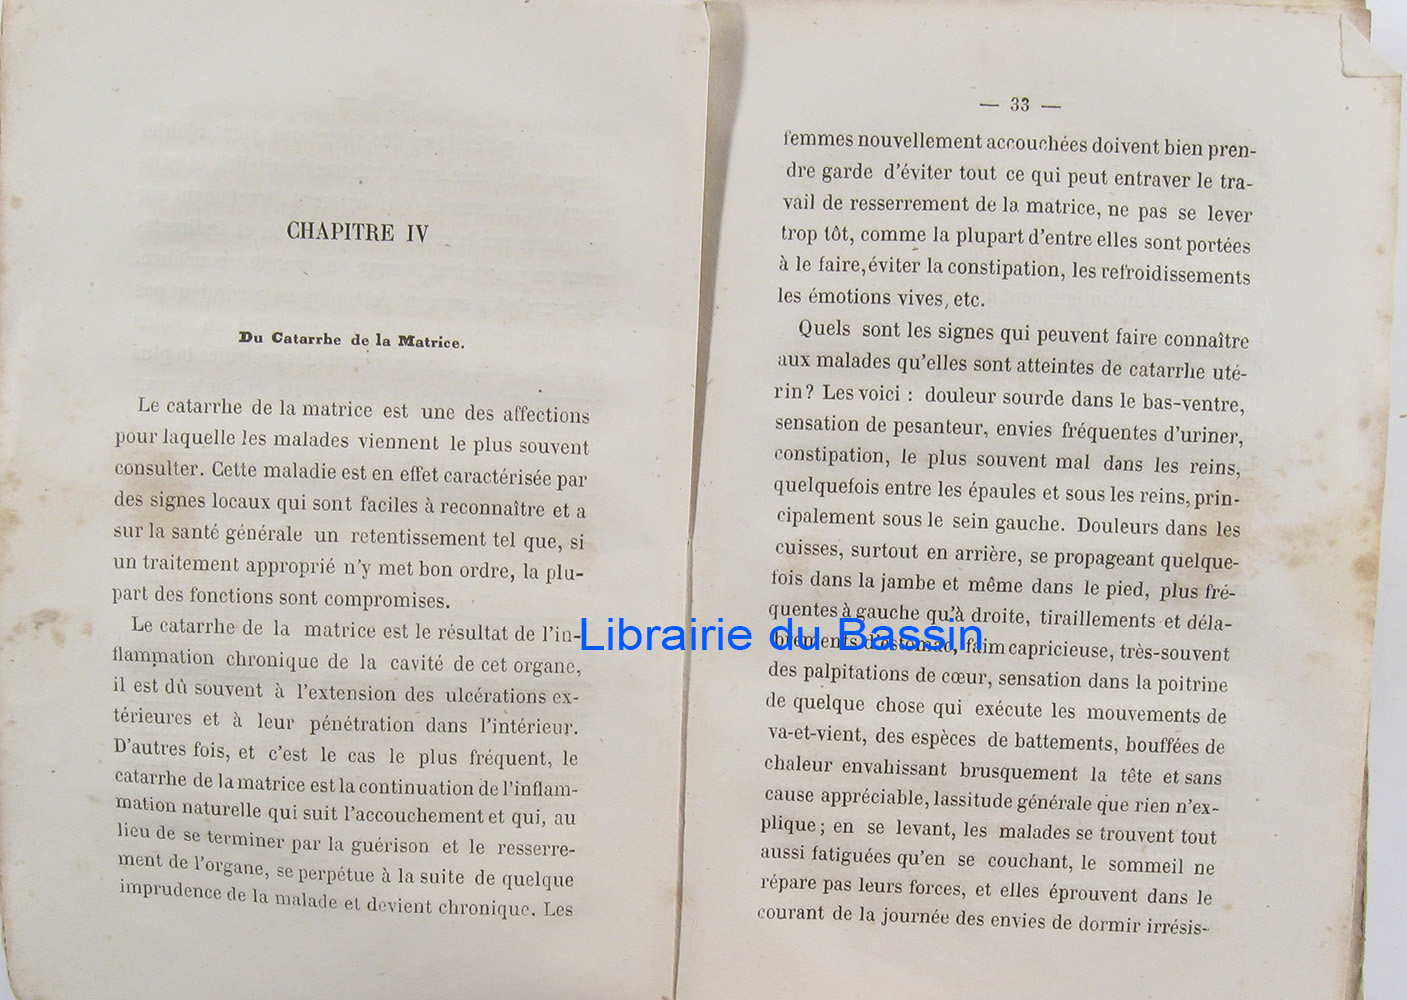 CHAPITRE IV
Du Catarrhe de la Matrice.
Le catarrhe de la matrice est une des affections
pour laquelle les malades viennent le plus souvent
consulter. Cette maladie est en effet caractérisée par
des signes locaux qui sont faciles à reconnaître et a
sur la santé générale un retentissement tel que, si
un traitement approprié n'y met bon ordre, la plu-
part des fonctions sont compromises.
Le catarrhe de la matrice est le résultat de l'in-
flammation chronique de la cavité de cet organe,
il est dû souvent à l'extension des ulcérations ex-
térieures et à leur pénétration dans l'intérieur.
D'autres fois, et c'est le cas le plus fréquent, le
catarrhe de la matrice est la continuation de l'inflam-
mation naturelle qui suit l'accouchement et qui, au
lieu de se terminer par la guérison et le resserre-
ment de l'organe, se perpétue à la suite de quelque
imprudence de la malade et devient chronique. Les
— 33 —
femmes nouvellement accouchées doivent bien pren-
dre garde d'éviter tout ce qui peut entraver le tra-
vail de resserrement de la matrice, ne pas se lever
trop tôt, comme la plupart d'entre elles sont portées
à le faire, éviter la constipation, les refroidissements
les émotions vives, etc.
Quels sont les signes qui peuvent faire connaître
aux malades qu'elles sont atteintes de catarrhe uté-
rin? Les voici : douleur sourde dans le bas-ventre,
sensation de pesanteur, envies fréquentes d'uriner,
constipation, le plus souvent mal dans les reins,
quelquefois entre les épaules et sous les reins, prin-
cipalement sous le sein gauche. Douleurs dans les
cuisses, surtout en arrière, se propageant quelque-
fois dans la jambe et même dans le pied, plus fré-
quentes à gauche qu'à droite, tiraillements et déla-
brements d'estomac, faim capricieuse, très-souvent
des palpitations de cœur, sensation dans la poitrine
de quelque chose qui exécute les mouvements de
va-et-vient, des espèces de battements, bouffées de
chaleur envahissant brusquement la tête et sans
cause appréciable, lassitude générale que rien n'ex-
plique ; en se levant, les malades se trouvent tout
aussi fatiguées qu'en se couchant, le sommeil ne
répare pas leurs forces, et elles éprouvent dans le
courant de la journée des envies de dormir irrésis-
Librairie du Bassin